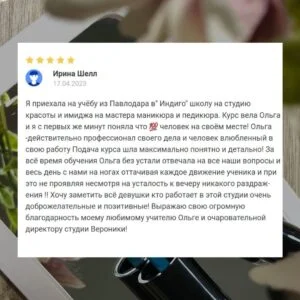 Ирина Шелл
17.04.2023
Я приехала на учёбу из Павлодара в" Индиго" школу на студию
красоты и имиджа на мастера маникюра и педикюра. Курс вела Ольга
и я с первых же минут поняла что 💯 человек на своём месте! Ольга
-действительно профессионал своего дела и человек влюбленный в
свою работу Подача курса шла максимально понятно и детально! За
всё время обучения Ольга без устали отвечала на все наши вопросы и
весь день с нами на ногах оттачивая каждое движение ученика и при
это не проявляя несмотря на усталость к вечеру никакого раздраж-
ения !! Хочу заметить всё девушки кто работает в этой студии очень
доброжелательные и позитивные! Выражаю свою огромную
благодарность моему любимому учителю Ольге и очаровательной
директору студии Вероники!